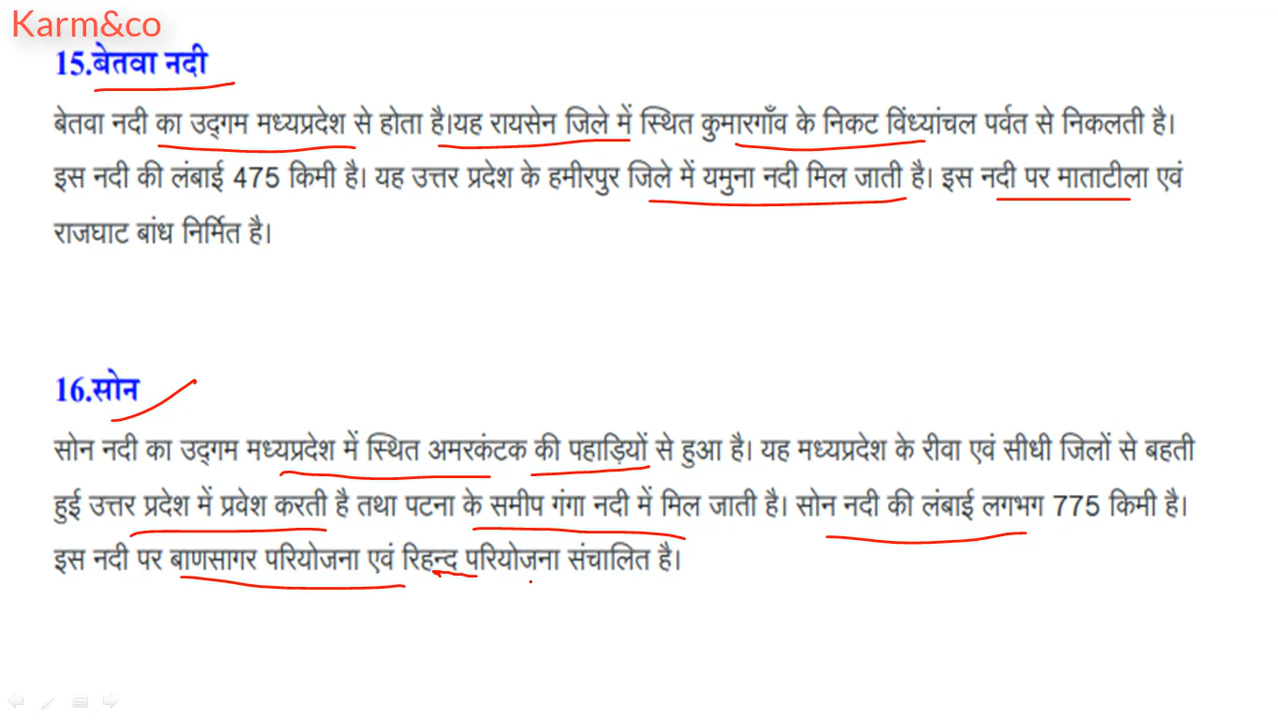 Karm&co
15.बेतवा नदी
बेतवा नदी का उद्गम मध्यप्रदेश से होता है।यह रायसेन जिले में स्थित कुमारगाँव के निकट विंध्यांचल पर्वत से निकलती है।
इस नदी की लंबाई 475 किमी है। यह उत्तर प्रदेश के हमीरपुर जिले में यमुना नदी मिल जाती है। इस नदी पर माताटीला एवं
राजघाट बांध निर्मित है।
16.सोन
सोन नदी का उद्गम मध्यप्रदेश में स्थित अमरकंटक की पहाड़ियों से हुआ है। यह मध्यप्रदेश के रीवा एवं सीधी जिलों से बहती
हुई उत्तर प्रदेश में प्रवेश करती है तथा पटना के समीप गंगा नदी में मिल जाती है। सोन नदी की लंबाई लगभग 775 किमी है।
इस नदी पर बाणसागर परियोजना एवं रिहन्द परियोजना संचालित है।